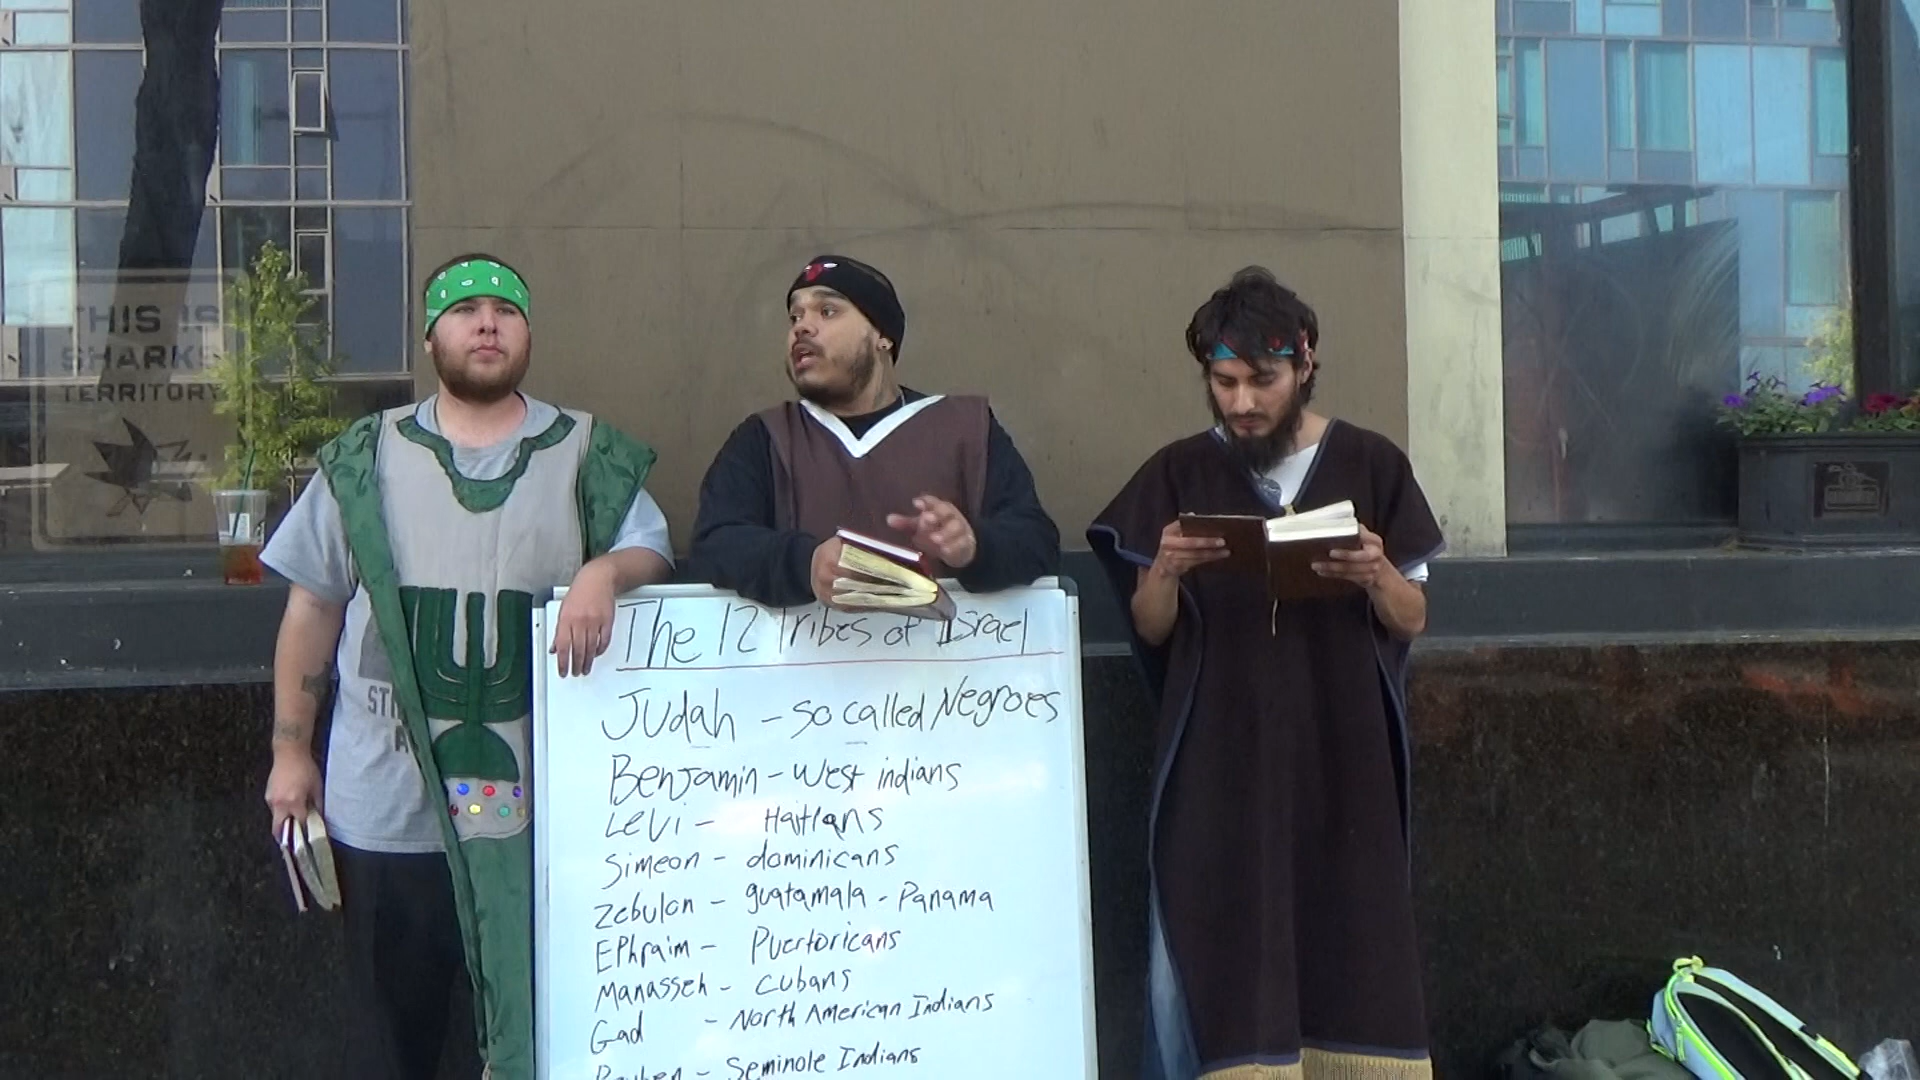 THIS IS
SHARKS
TERRITORY
The 12 Tribes of Israel
Judah - so called Negroes
Benjamin - West indians
Levi - Haitians
Simeon - dominicans
Zebulon - guatamala - Panama
Ephraim - Puertoricans
Manasseh - Cubans
Gad - North American Indians
Reuben - Seminole Indians